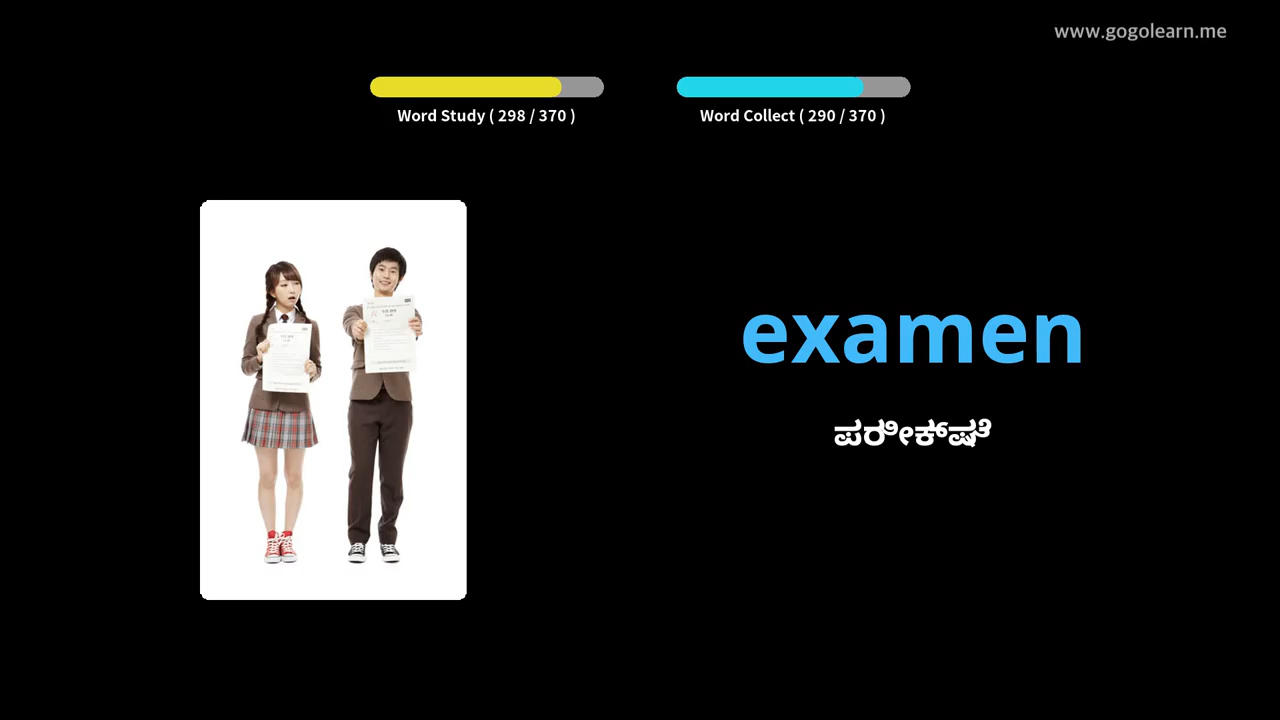 www.gogolearn.me
Word Study ( 298 / 370 )
Word Collect ( 290 / 370 )
examen
ಪರೀಕ್ಷೆ